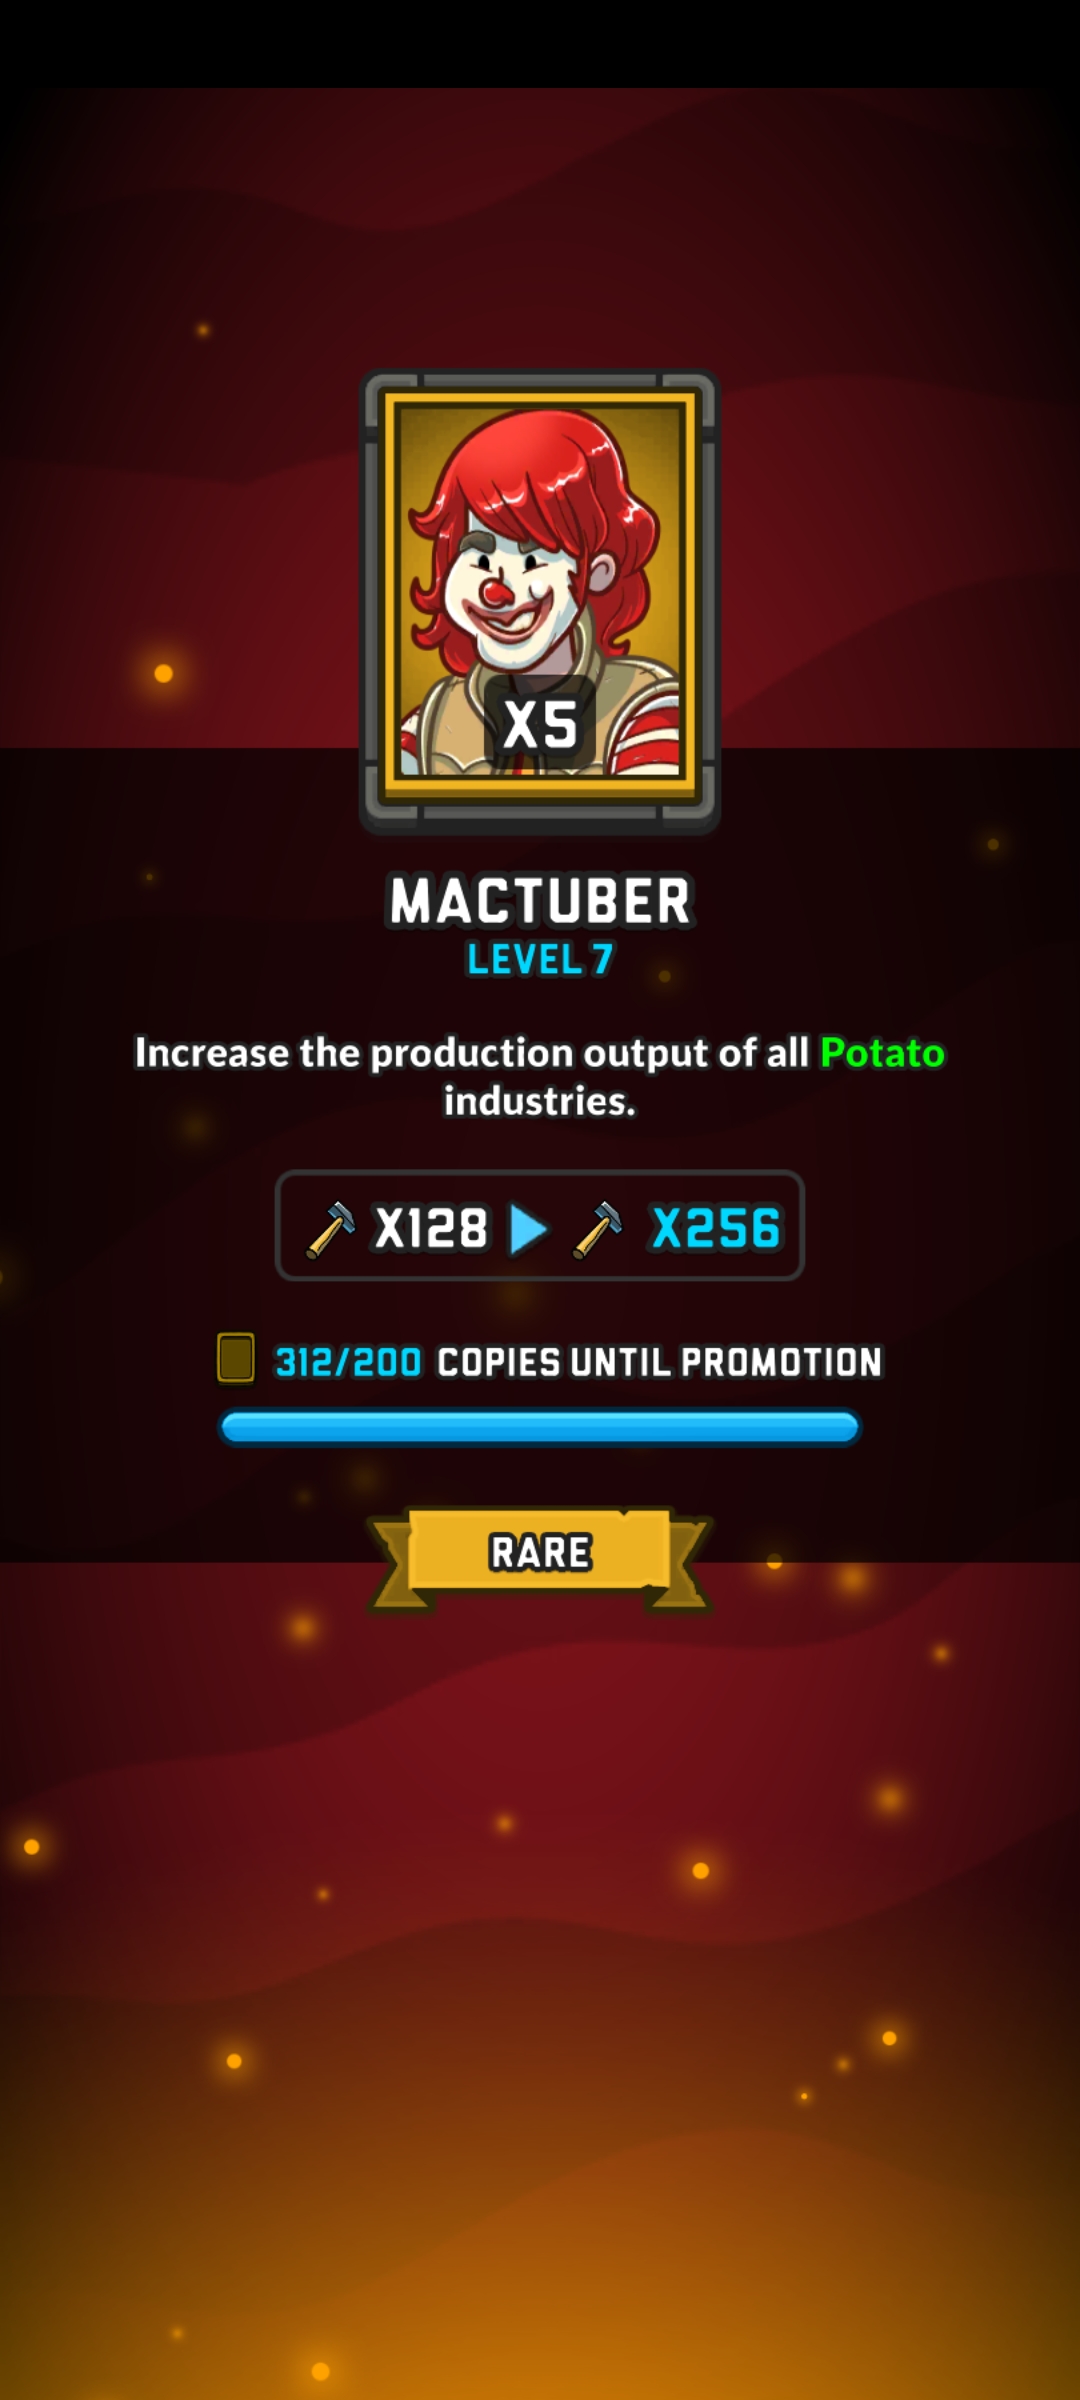 X5
MACTUBER
LEVEL 7
Increase the production output of all Potato
industries.
X128 X256
312/200 COPIES UNTIL PROMOTION
RARE